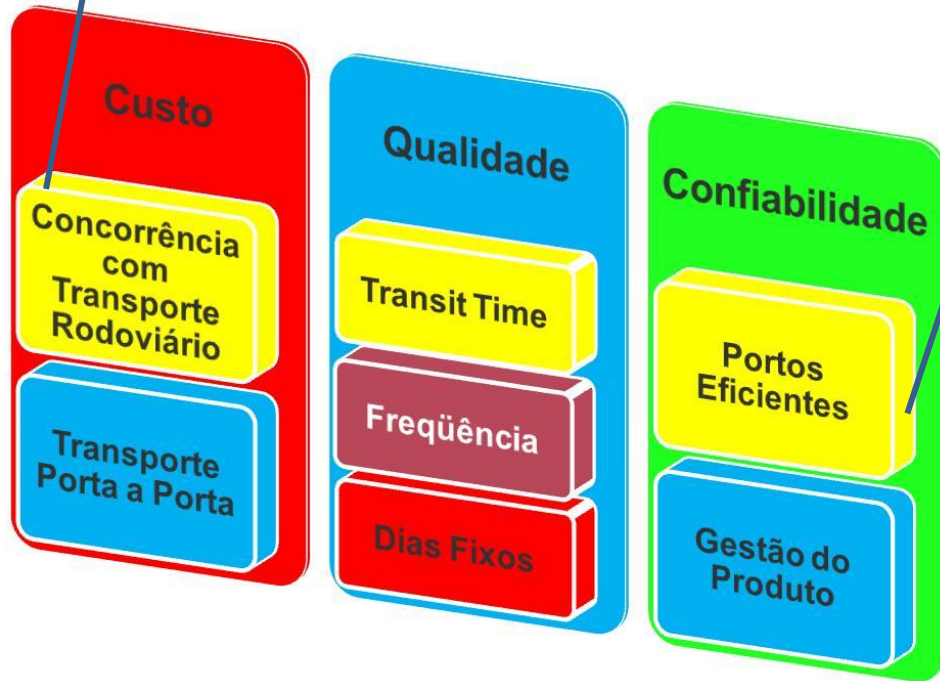 Custo
Concorrência
com
Transporte
Rodoviário
Transporte
Porta a Porta
Qualidade
Transit Time
Freqüência
Dias Fixos
Confiabilidade
Portos
Eficientes
Gestão do
Produto